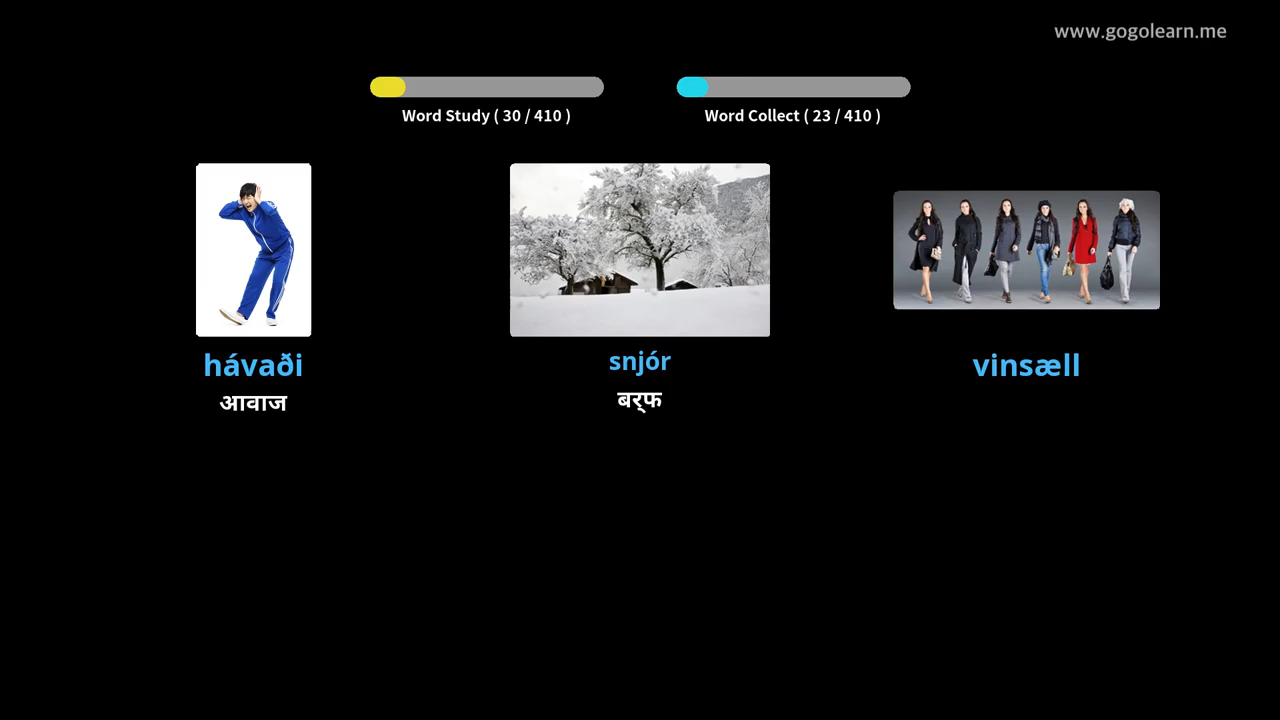 www.gogolearn.me
Word Study ( 30 / 410 )
Word Collect ( 23 / 410 )
hávaði
आवाज
snjór
बर्फ
vinsæll